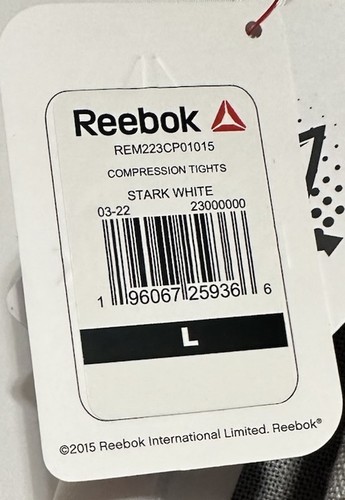 Reebok
REM223CP01015
COMPRESSION TIGHTS
STARK WHITE
03-22 23000000
1 96067 25936 6
L
©2015 Reebok International Limited. Reebok®